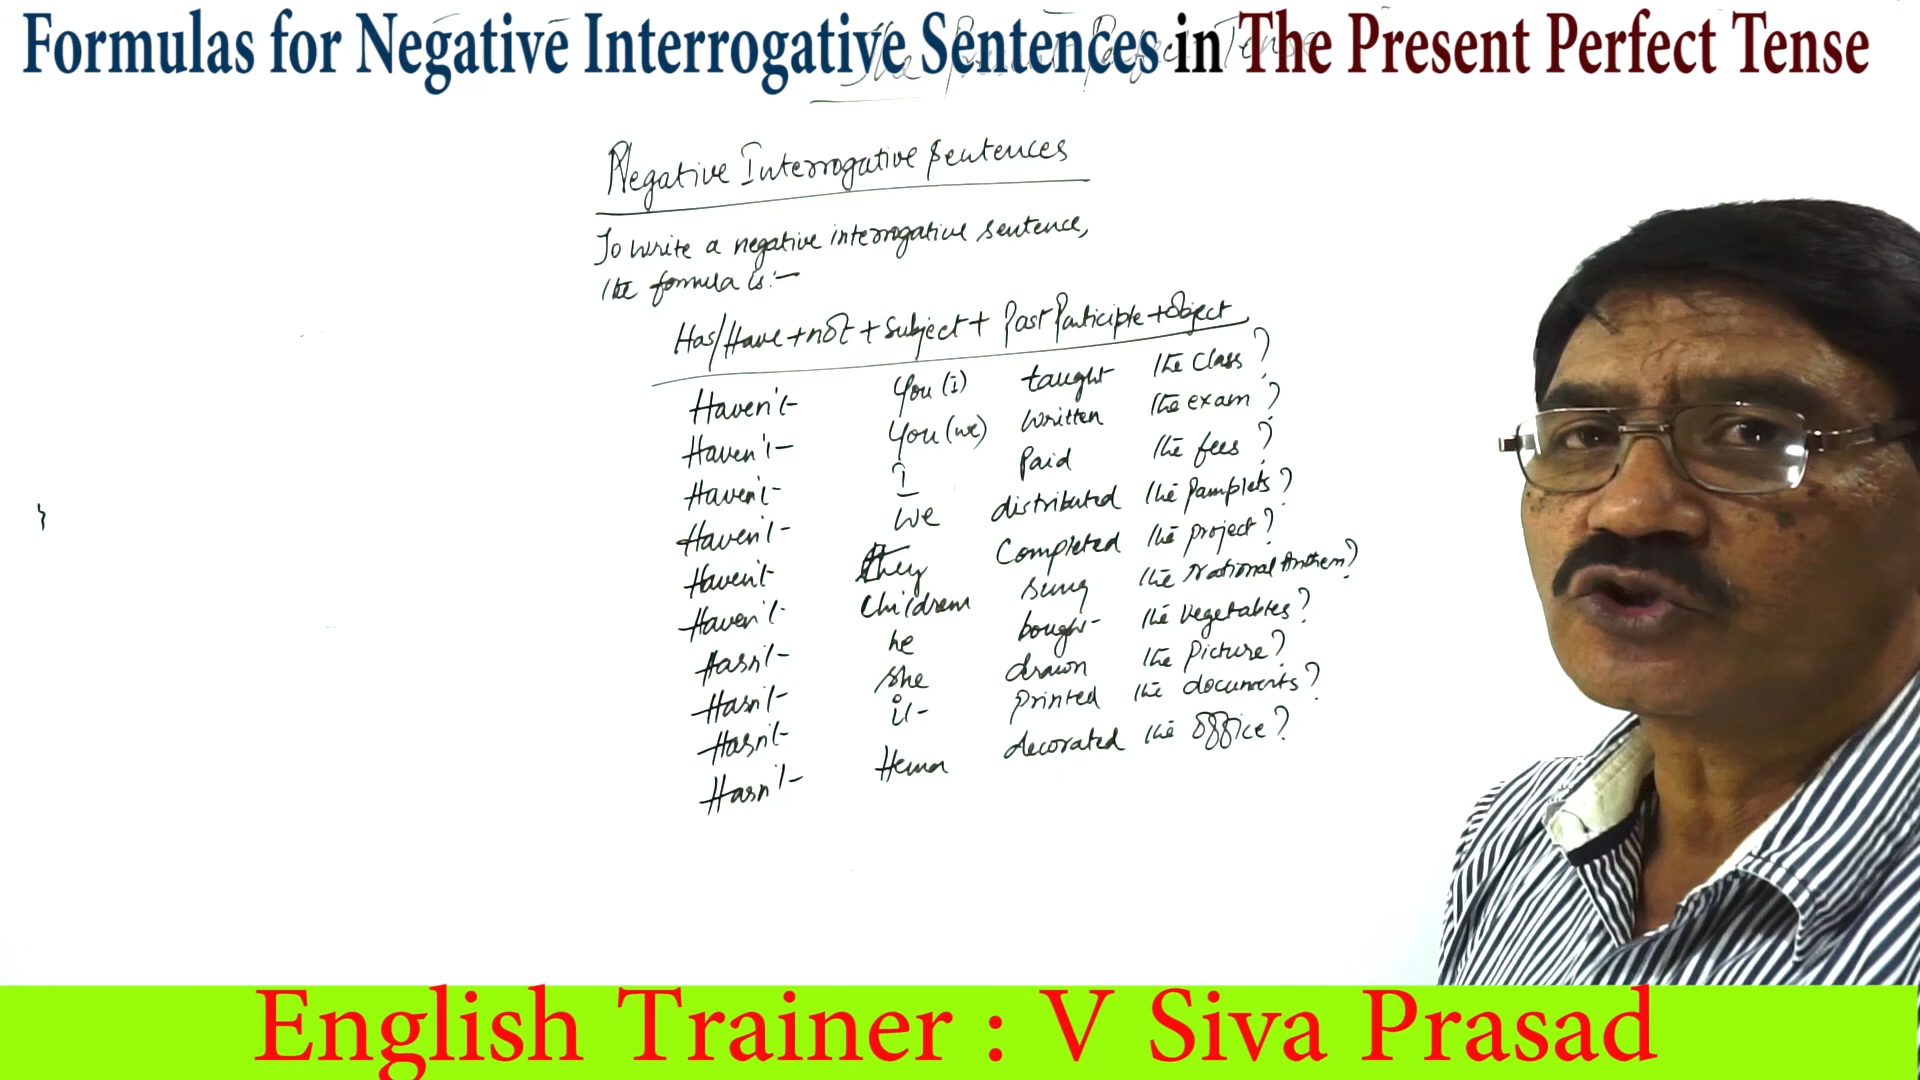 Formulas for Negative Interrogative Sentences in The Present Perfect Tense
The Present Perfect Tense
Negative Interrogative Sentences
To write a negative interrogative sentence,
the formula is:-
Has/Have + not + Subject + Past Participle + Object
Haven't you (i) taught the class?
Haven't you (we) written the exam?
Haven't I paid the fees?
Haven't we distributed the pamplets?
Haven't they completed the project?
Haven't children sung the National Anthem?
Hasn't he bought the vegetables?
Hasn't she drawn the picture?
Hasn't it printed the documents?
Hasn't Hema decorated the office?
English Trainer : V Siva Prasad